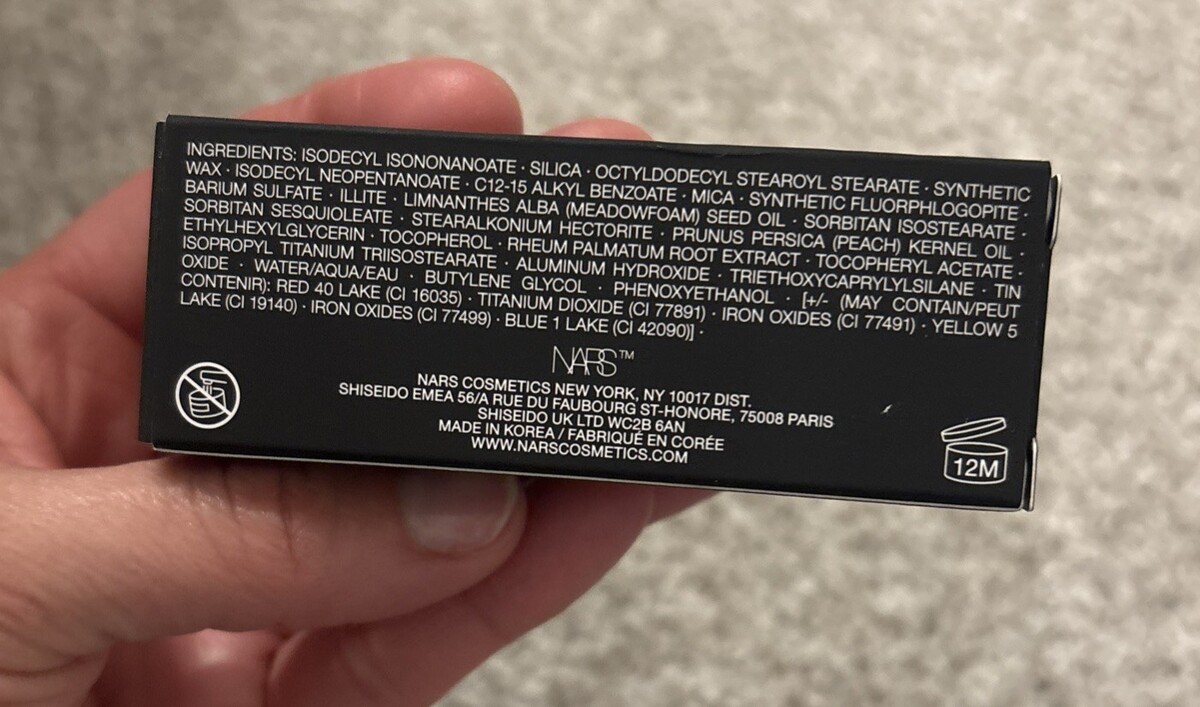 INGREDIENTS: ISODECYL ISONONANOATE · SILICA · OCTYLDODECYL STEAROYL STEARATE · SYNTHETIC
WAX · ISODECYL NEOPENTANOATE · C12-15 ALKYL BENZOATE · MICA · SYNTHETIC FLUORPHLOGOPITE ·
BARIUM SULFATE · ILLITE · LIMNANTHES ALBA (MEADOWFOAM) SEED OIL · SORBITAN ISOSTEARATE ·
SORBITAN SESQUIOLEATE · STEARALKONIUM HECTORITE · PRUNUS PERSICA (PEACH) KERNEL OIL ·
ETHYLHEXYLGLYCERIN · TOCOPHEROL · RHEUM PALMATUM ROOT EXTRACT · TOCOPHERYL ACETATE ·
ISOPROPYL TITANIUM TRIISOSTEARATE · ALUMINUM HYDROXIDE · TRIETHOXYCAPRYLYLSILANE · TIN
OXIDE · WATER/AQUA/EAU · BUTYLENE GLYCOL · PHENOXYETHANOL · [+/- (MAY CONTAIN/PEUT
CONTENIR): RED 40 LAKE (CI 16035) · TITANIUM DIOXIDE (CI 77891) · IRON OXIDES (CI 77491) · YELLOW 5
LAKE (CI 19140) · IRON OXIDES (CI 77499) · BLUE 1 LAKE (CI 42090)] ·
NARS™
NARS COSMETICS NEW YORK, NY 10017 DIST.
SHISEIDO EMEA 56/A RUE DU FAUBOURG ST-HONORE, 75008 PARIS
SHISEIDO UK LTD WC2B 6AN
MADE IN KOREA / FABRIQUÉ EN CORÉE
WWW.NARSCOSMETICS.COM
12M